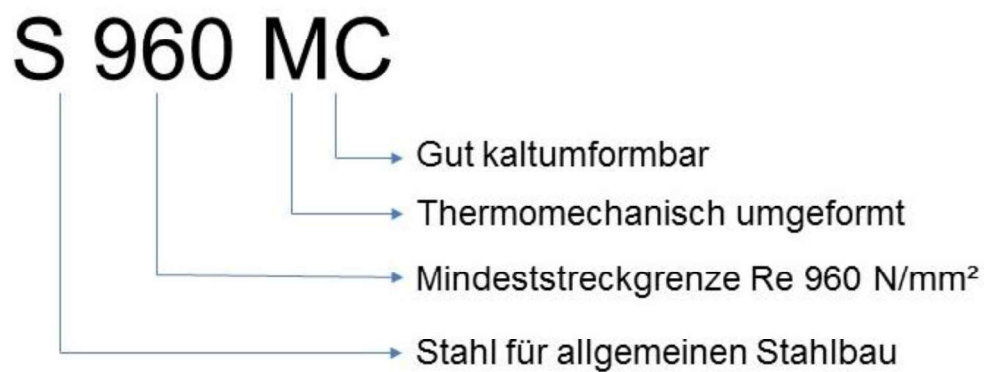 S 960 MC
Gut kaltumformbar
Thermomechanisch umgeformt
Mindeststreckgrenze Re 960 N/mm²
Stahl für allgemeinen Stahlbau